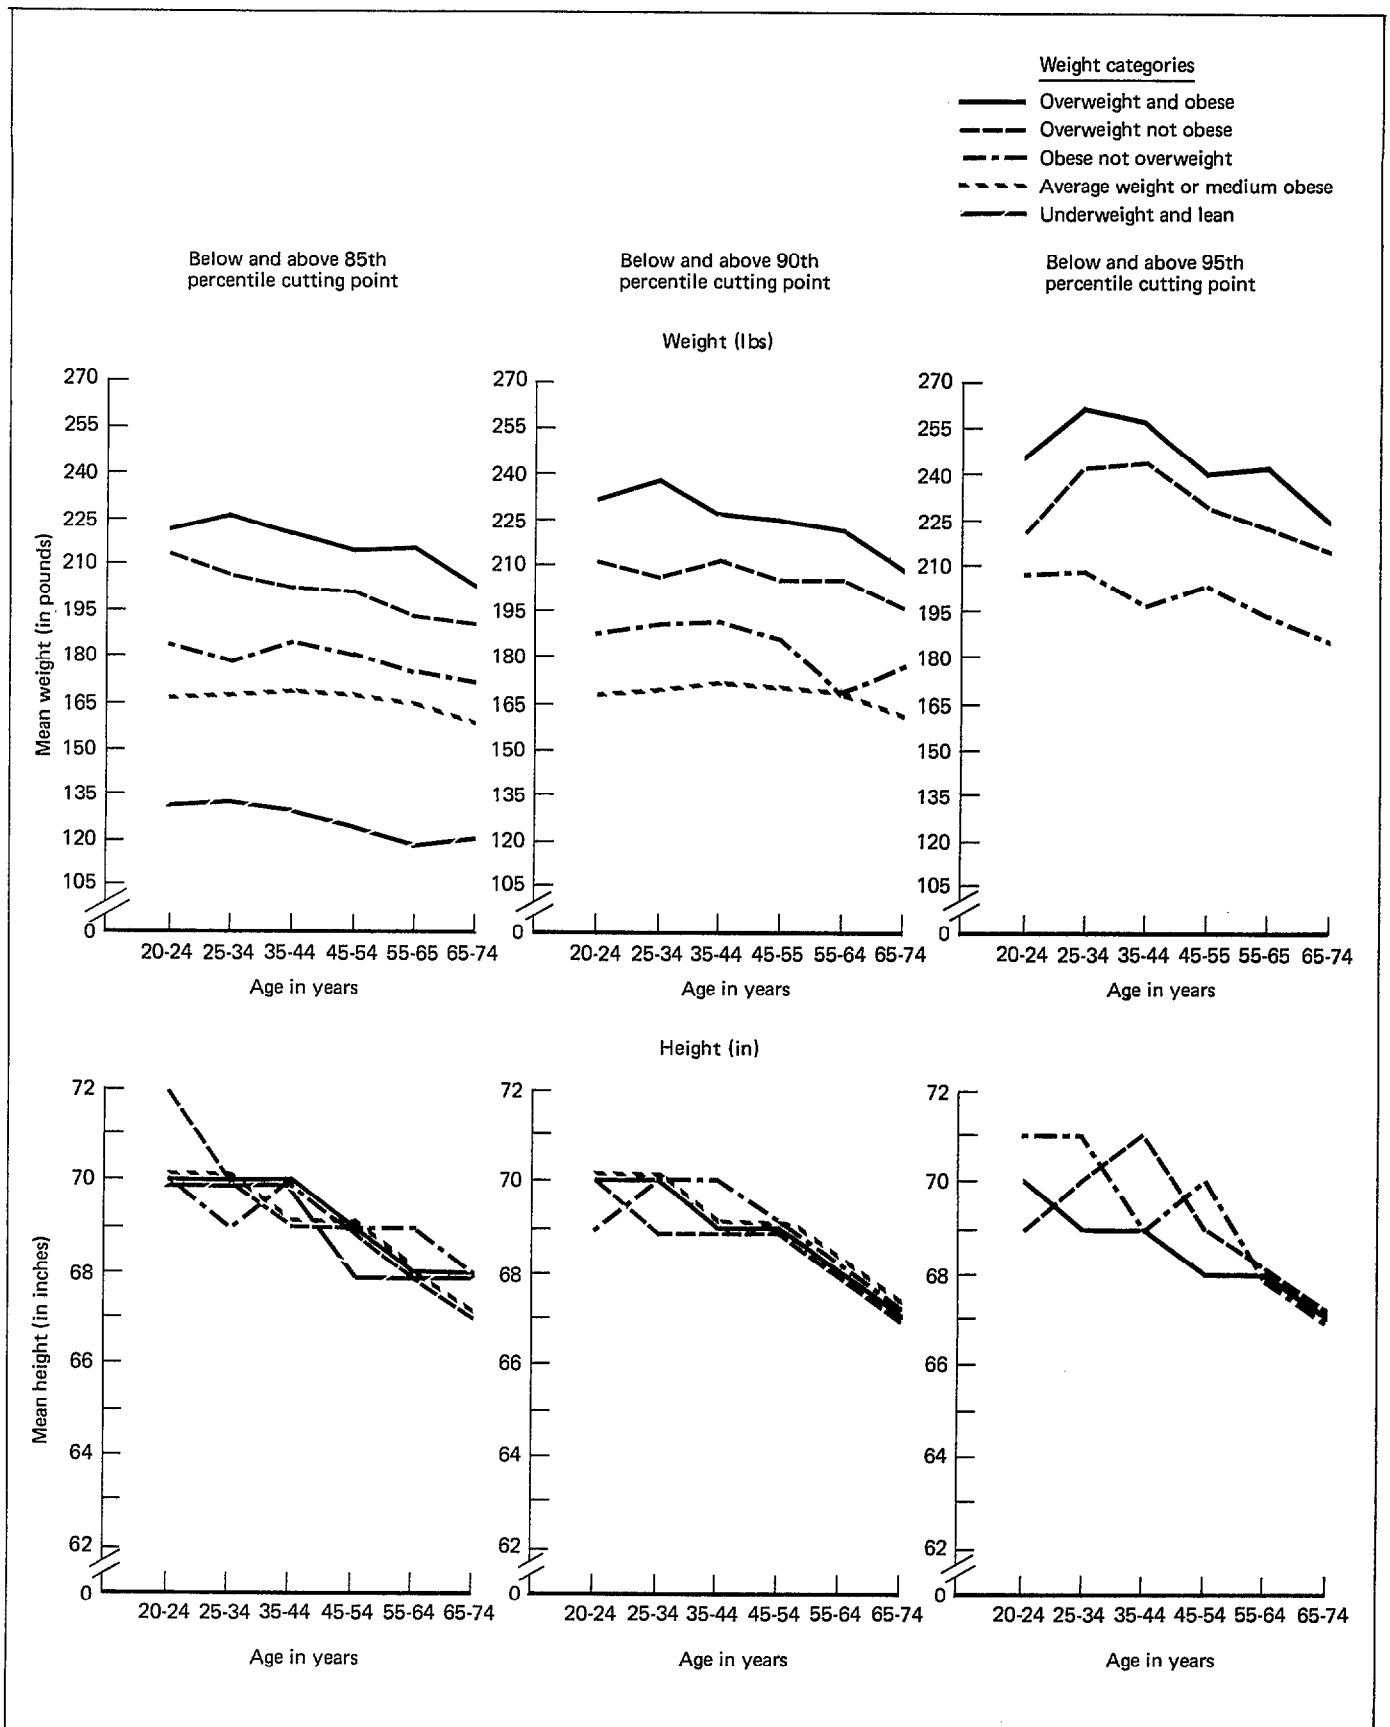 Weight categories
Overweight and obese
Overweight not obese
Obese not overweight
Average weight or medium obese
Underweight and lean
Below and above 85th
percentile cutting point
Below and above 90th
percentile cutting point
Below and above 95th
percentile cutting point
Weight (lbs)
Mean weight (in pounds)
270
255
240
225
210
195
180
165
150
135
120
105
0
20-24 25-34 35-44 45-54 55-65 65-74
Age in years
270
255
240
225
210
195
180
165
150
135
120
105
0
20-24 25-34 35-44 45-55 55-64 65-74
Age in years
270
255
240
225
210
195
180
165
150
135
120
105
0
20-24 25-34 35-44 45-55 55-65 65-74
Age in years
Height (in)
Mean height (in inches)
72
70
68
66
64
62
0
20-24 25-34 35-44 45-54 55-64 65-74
Age in years
72
70
68
66
64
62
0
20-24 25-34 35-44 45-54 55-64 65-74
Age in years
72
70
68
66
64
62
0
20-24 25-34 35-44 45-54 55-64 65-74
Age in years